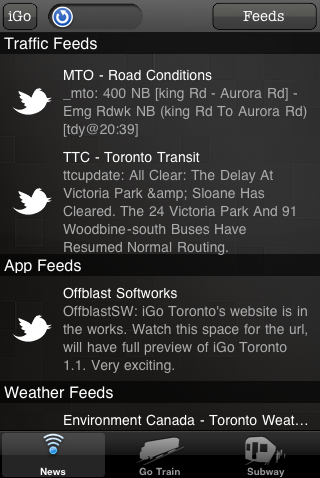 iGo
Feeds
Traffic Feeds
MTO - Road Conditions
_mto: 400 NB [king Rd - Aurora Rd] -
Emg Rdwk NB (king Rd To Aurora Rd)
[tdy@20:39]
TTC - Toronto Transit
ttcupdate: All Clear: The Delay At
Victoria Park &amp; Sloane Has
Cleared. The 24 Victoria Park And 91
Woodbine-south Buses Have
Resumed Normal Routing.
App Feeds
Offblast Softworks
OffblastSW: iGo Toronto's website is in
the works. Watch this space for the url,
will have full preview of iGo Toronto
1.1. Very exciting.
Weather Feeds
Environment Canada - Toronto Weat...
News
Go Train
Subway